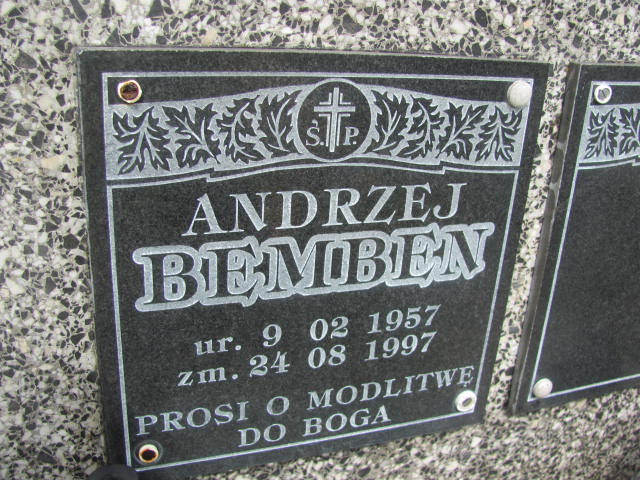 Ś. P.
ANDRZEJ
BEMBEN
ur. 9 02 1957
zm. 24 08 1997
PROSI O MODLITWĘ
DO BOGA